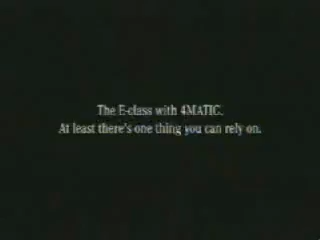 The E-class with 4MATIC.
At least there's one thing you can rely on.